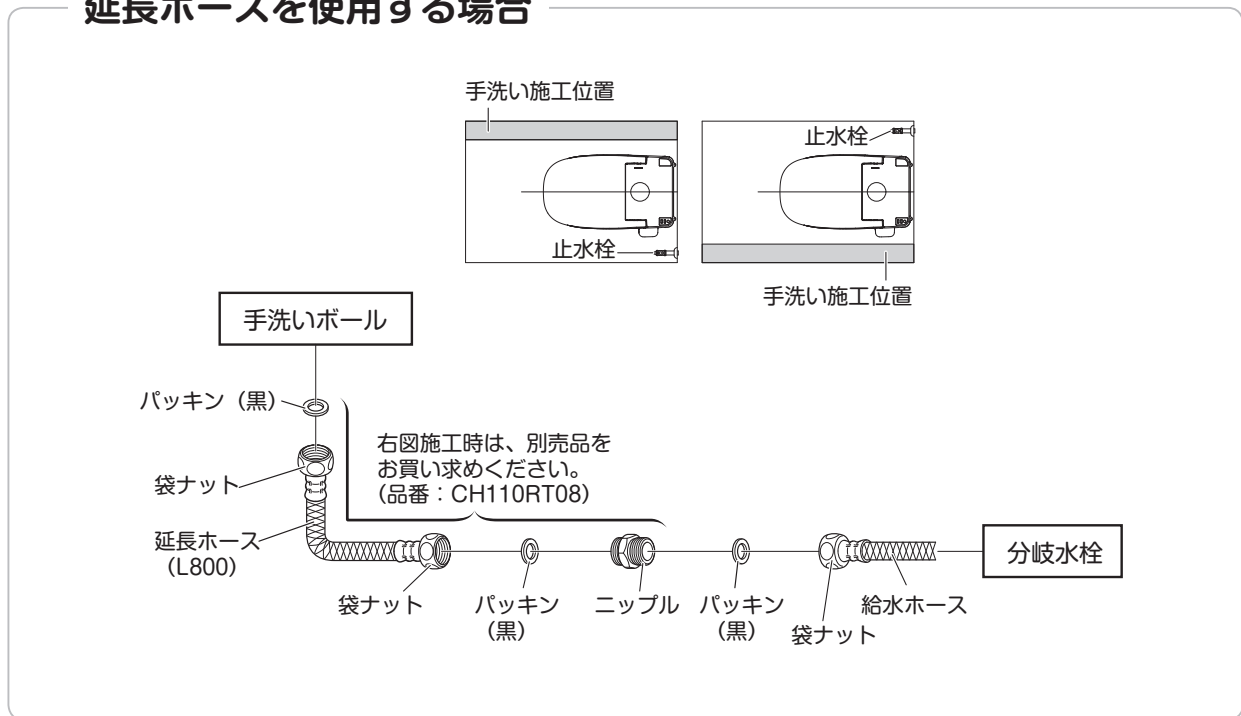 延長ホースを使用する場合
手洗い施工位置
止水栓
止水栓
手洗い施工位置
手洗いボール
パッキン（黒）
袋ナット
延長ホース
（L800）
右図施工時は、別売品を
お買い求めください。
（品番：CH110RT08）
分岐水栓
袋ナット
パッキン
（黒）
ニップル
パッキン
（黒）
袋ナット
給水ホース